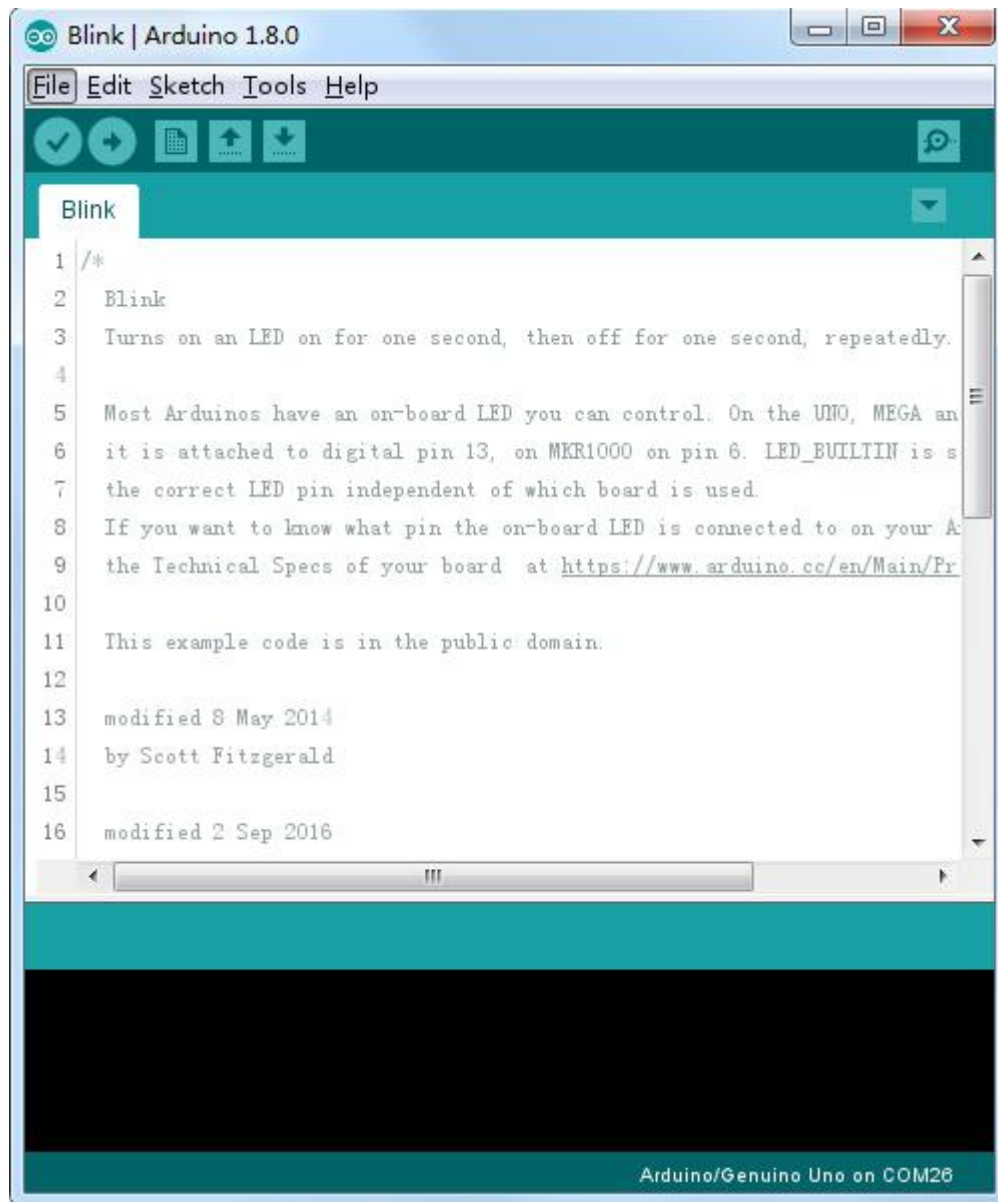 Blink | Arduino 1.8.0
File Edit Sketch Tools Help
Blink
1 /*
2 Blink
3 Turns on an LED on for one second, then off for one second, repeatedly.
4
5 Most Arduinos have an on-board LED you can control. On the UNO, MEGA an
6 it is attached to digital pin 13, on MKR1000 on pin 6. LED_BUILTIN is s
7 the correct LED pin independent of which board is used.
8 If you want to know what pin the on-board LED is connected to on your A
9 the Technical Specs of your board at https://www.arduino.cc/en/Main/Pr
10
11 This example code is in the public domain.
12
13 modified 8 May 2014
14 by Scott Fitzgerald
15
16 modified 2 Sep 2016
Arduino/Genuino Uno on COM26